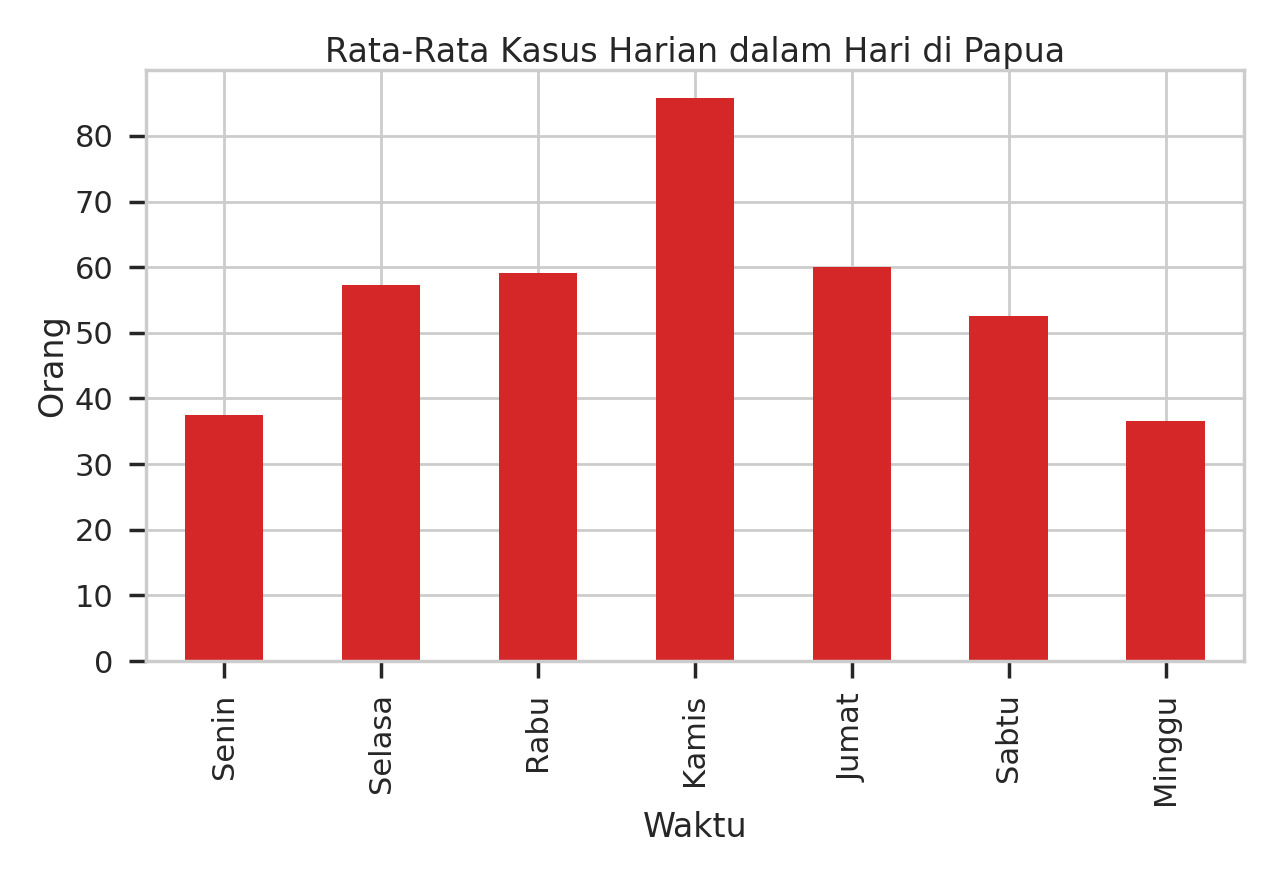 Rata-Rata Kasus Harian dalam Hari di Papua
80
70
60
50
40
30
20
10
0
Orang
Senin
Selasa
Rabu
Kamis
Jumat
Sabtu
Minggu
Waktu